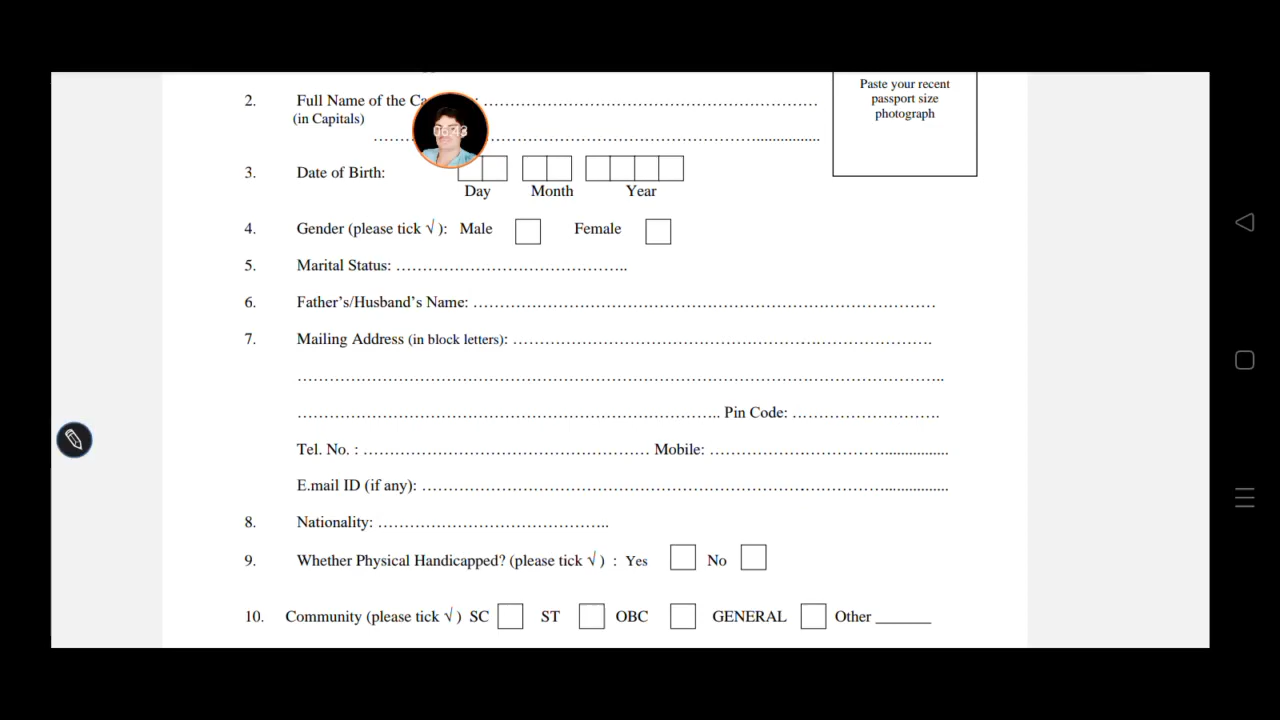 Paste your recent
passport size
photograph
2. Full Name of the : ……………………………………………………
(in Capitals)
……………………………………………………...............
3. Date of Birth:
Day Month Year
4. Gender (please tick √ ): Male Female
5. Marital Status: ……………………………………..
6. Father’s/Husband’s Name: ……………………………………………………………………………
7. Mailing Address (in block letters): …………………………………………………………………….
…………………………………………………………………………………………………………..
…………………………………………………………………….. Pin Code: ……………………….
Tel. No. : ……………………………………………… Mobile: ……………………………................
E.mail ID (if any): ……………………………………………………………………………................
8. Nationality: ……………………………………..
9. Whether Physical Handicapped? (please tick √ ) : Yes No
10. Community (please tick √ ) SC ST OBC GENERAL Other _______